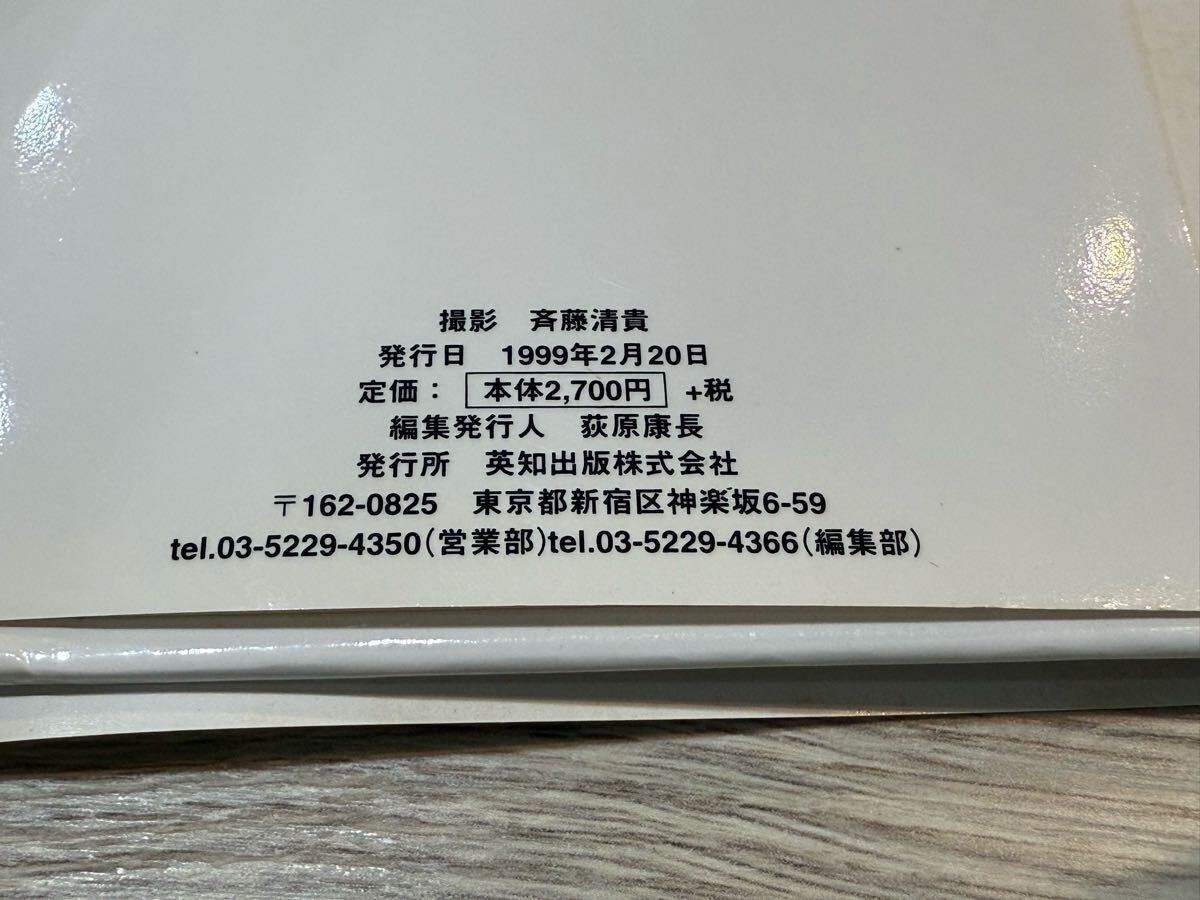 撮影　斉藤清貴
発行日　1999年2月20日
定価： 本体2,700円 +税
編集発行人　荻原康長
発行所　英知出版株式会社
〒162-0825　東京都新宿区神楽坂6-59
tel.03-5229-4350（営業部）tel.03-5229-4366（編集部）